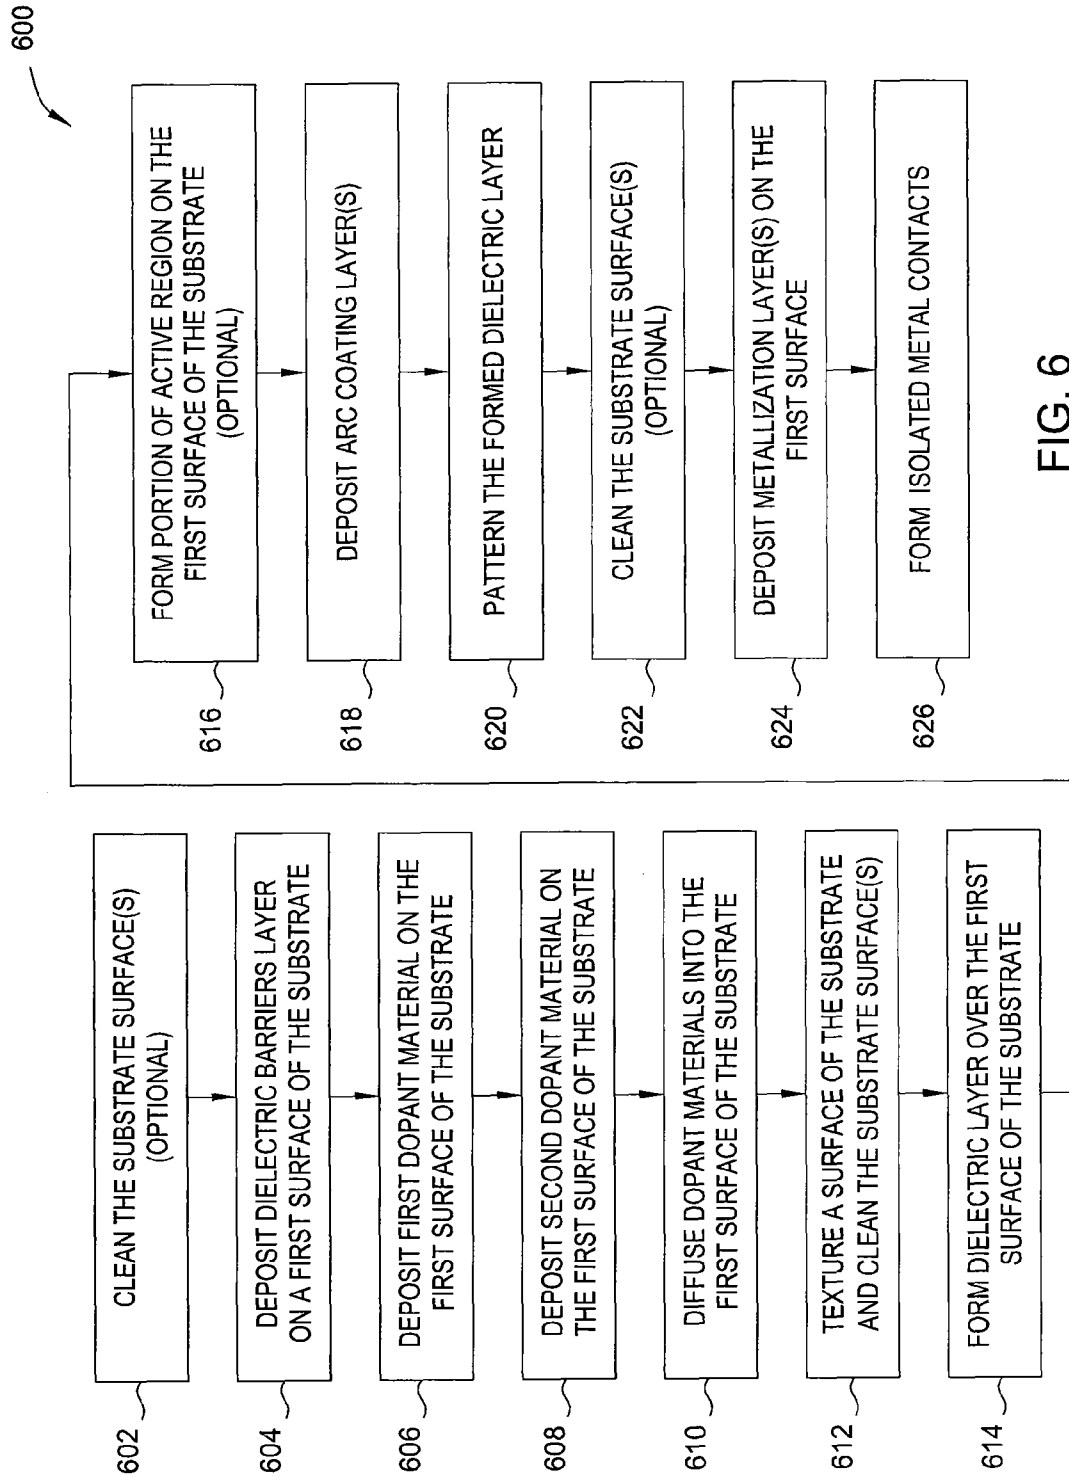 600
602
CLEAN THE SUBSTRATE SURFACE(S)
(OPTIONAL)
604
DEPOSIT DIELECTRIC BARRIERS LAYER
ON A FIRST SURFACE OF THE SUBSTRATE
606
DEPOSIT FIRST DOPANT MATERIAL ON THE
FIRST SURFACE OF THE SUBSTRATE
608
DEPOSIT SECOND DOPANT MATERIAL ON
THE FIRST SURFACE OF THE SUBSTRATE
610
DIFFUSE DOPANT MATERIALS INTO THE
FIRST SURFACE OF THE SUBSTRATE
612
TEXTURE A SURFACE OF THE SUBSTRATE
AND CLEAN THE SUBSTRATE SURFACE(S)
614
FORM DIELECTRIC LAYER OVER THE FIRST
SURFACE OF THE SUBSTRATE
616
FORM PORTION OF ACTIVE REGION ON THE
FIRST SURFACE OF THE SUBSTRATE
(OPTIONAL)
618
DEPOSIT ARC COATING LAYER(S)
620
PATTERN THE FORMED DIELECTRIC LAYER
622
CLEAN THE SUBSTRATE SURFACE(S)
(OPTIONAL)
624
DEPOSIT METALLIZATION LAYER(S) ON THE
FIRST SURFACE
626
FORM ISOLATED METAL CONTACTS
FIG. 6